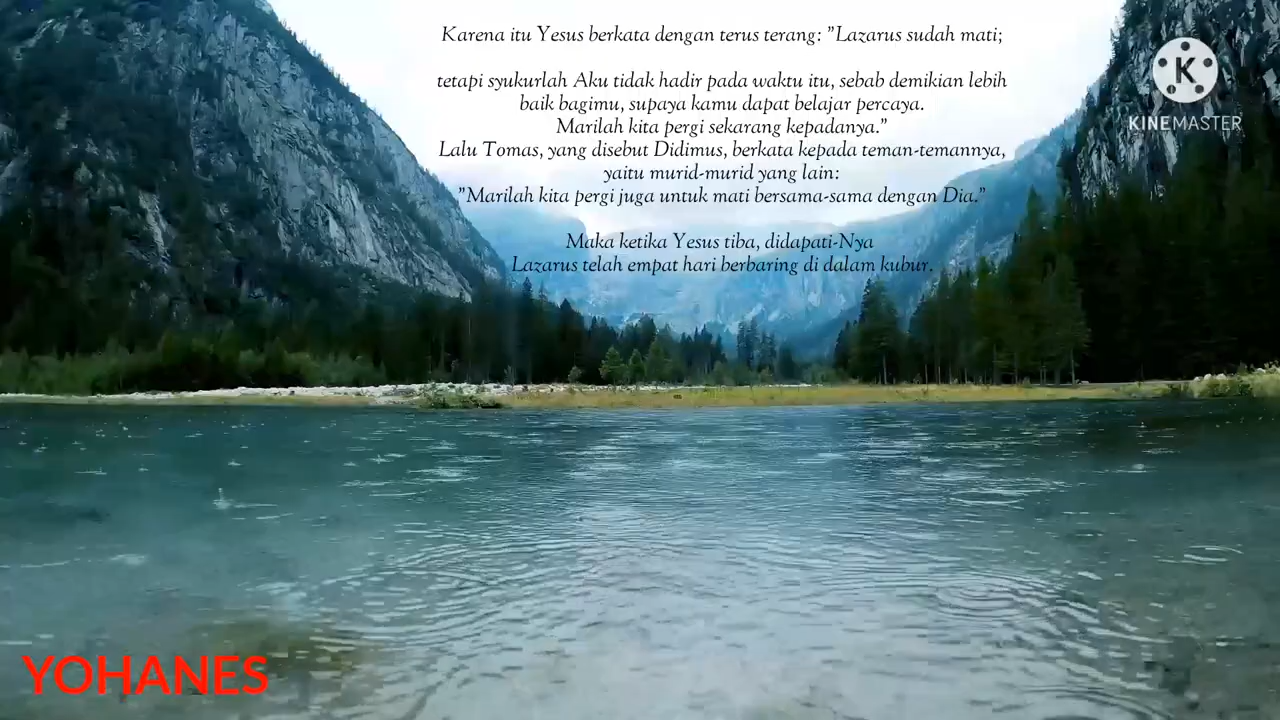 Karena itu Yesus berkata dengan terus terang: "Lazarus sudah mati;
tetapi syukurlah Aku tidak hadir pada waktu itu, sebab demikian lebih
baik bagimu, supaya kamu dapat belajar percaya.
Marilah kita pergi sekarang kepadanya."
Lalu Tomas, yang disebut Didimus, berkata kepada teman-temannya,
yaitu murid-murid yang lain:
"Marilah kita pergi juga untuk mati bersama-sama dengan Dia."
Maka ketika Yesus tiba, didapati-Nya
Lazarus telah empat hari berbaring di dalam kubur.
K
KINEMASTER
YOHANES